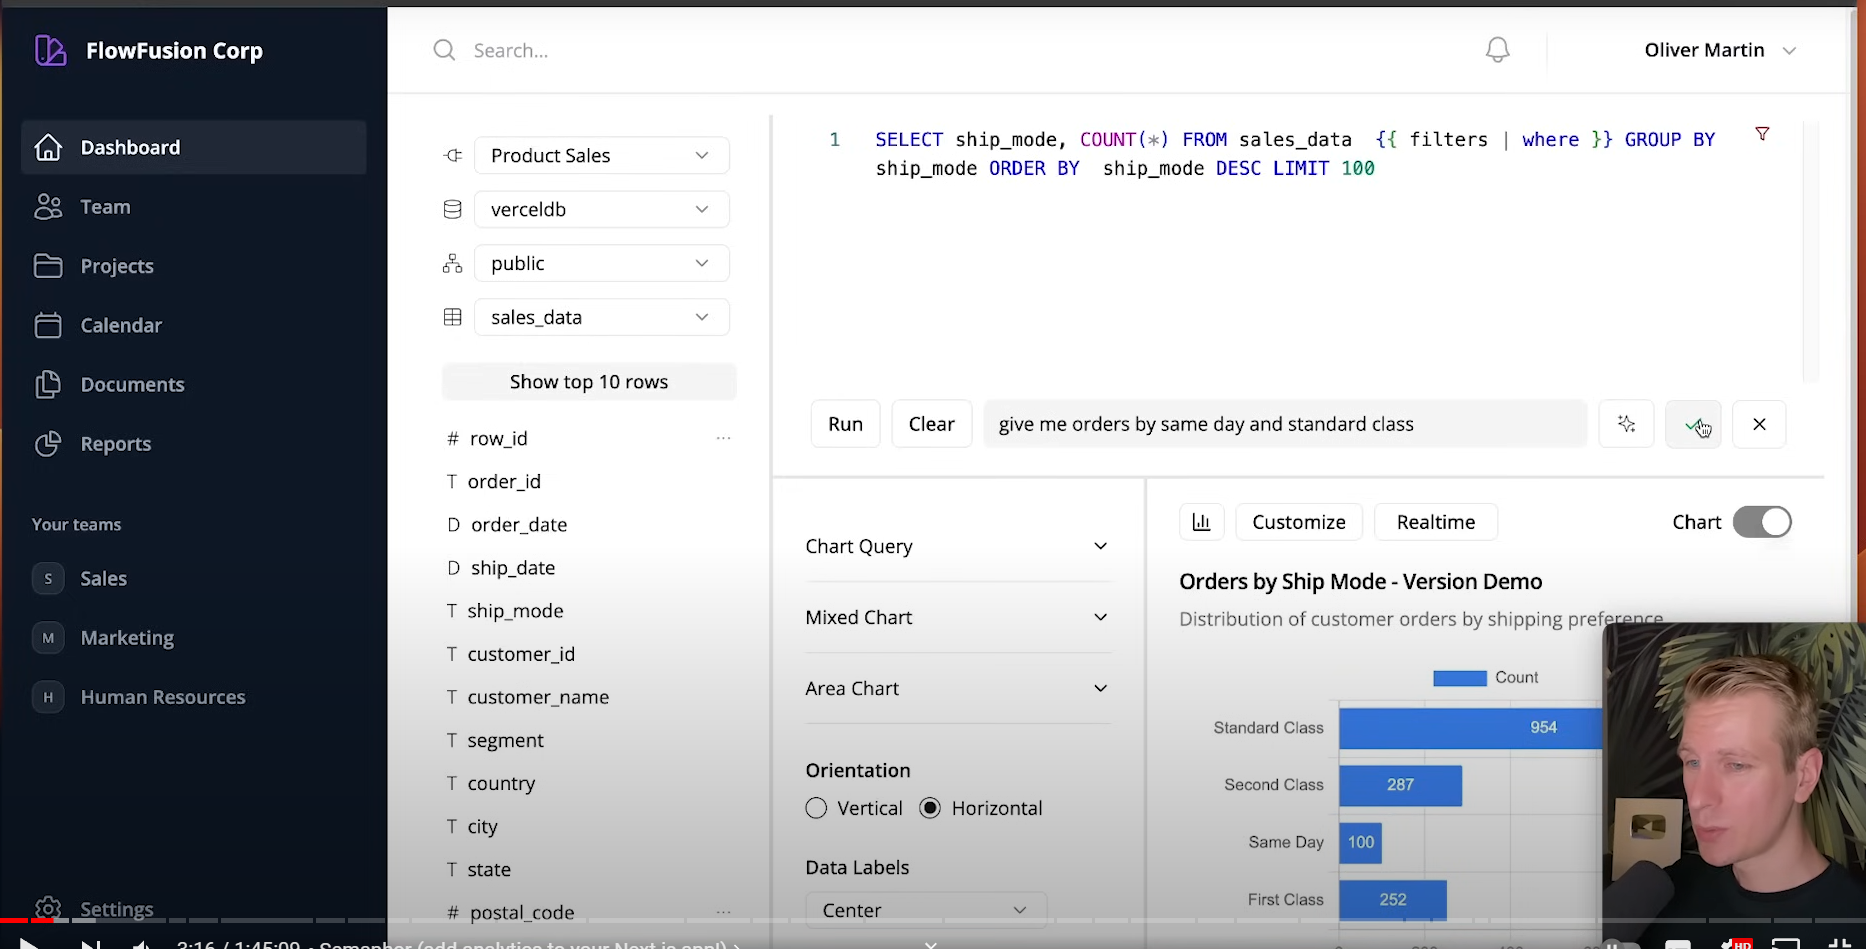 FlowFusion Corp
Search...
Oliver Martin
Dashboard
Team
Projects
Calendar
Documents
Reports
Your teams
S Sales
M Marketing
H Human Resources
Settings
Product Sales
verceldb
public
sales_data
Show top 10 rows
# row_id ...
T order_id
D order_date
D ship_date
T ship_mode
T customer_id
T customer_name
T segment
T country
T city
T state
# postal_code ...
1 SELECT ship_mode, COUNT(*) FROM sales_data {{ filters | where }} GROUP BY
ship_mode ORDER BY ship_mode DESC LIMIT 100
Run Clear give me orders by same day and standard class
Chart Query
Mixed Chart
Area Chart
Orientation
Vertical Horizontal
Data Labels
Center
Customize Realtime Chart
Orders by Ship Mode - Version Demo
Distribution of customer orders by shipping preference
Count
Standard Class 954
Second Class 287
Same Day 100
First Class 252
3:16 / 1:45:09 • Semaphor (add analytics to your Next.js app!) ›
HD